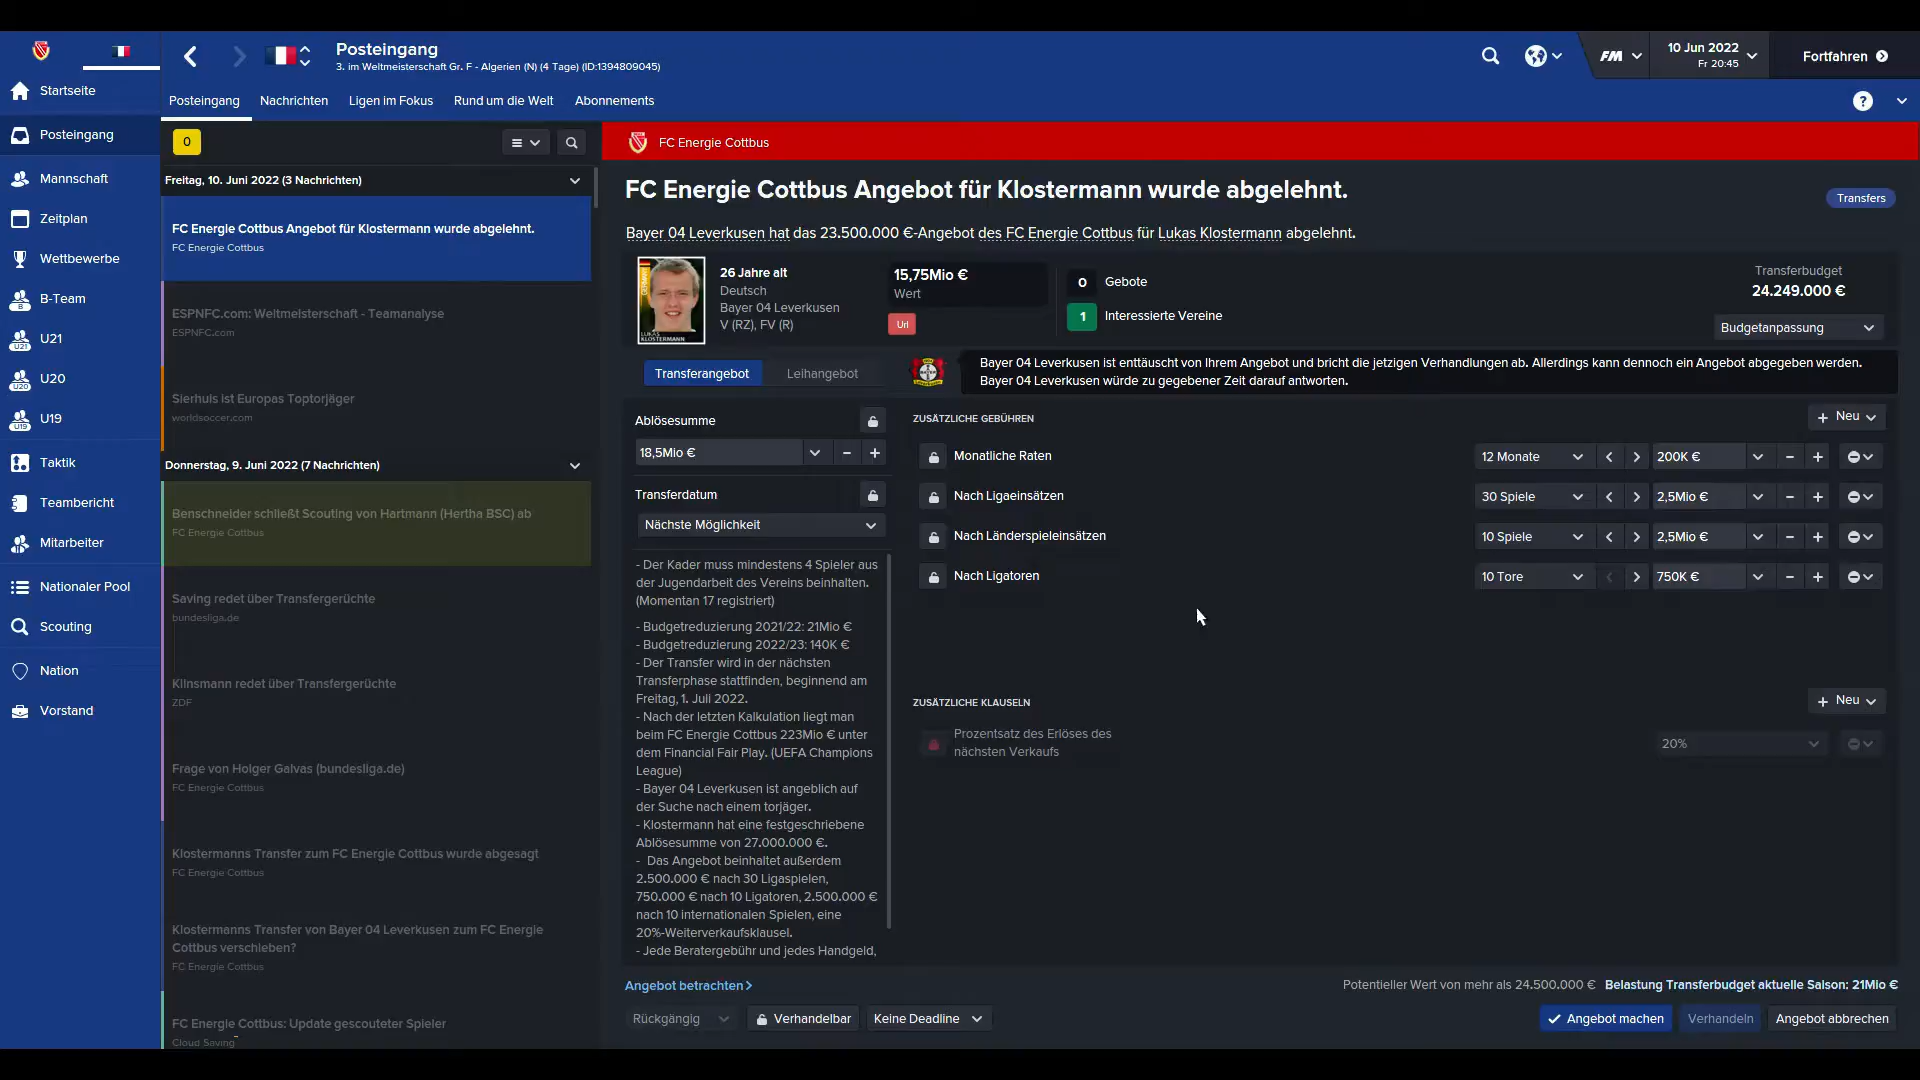 Posteingang
3. im Weltmeisterschaft Gr. F - Algerien (N) (4 Tage) (ID:1394809045)
FM
10 Jun 2022
Fr 20:45
Fortfahren
Posteingang
Nachrichten
Ligen im Fokus
Rund um die Welt
Abonnements
?
Startseite
Posteingang
Mannschaft
Zeitplan
Wettbewerbe
B-Team
U21
U20
U19
Taktik
Teambericht
Mitarbeiter
Nationaler Pool
Scouting
Nation
Vorstand
0
Freitag, 10. Juni 2022 (3 Nachrichten)
FC Energie Cottbus Angebot für Klostermann wurde abgelehnt.
FC Energie Cottbus
ESPNFC.com: Weltmeisterschaft - Teamanalyse
ESPNFC.com
Sierhuis ist Europas Toptorjäger
worldsoccer.com
Donnerstag, 9. Juni 2022 (7 Nachrichten)
Benschneider schließt Scouting von Hartmann (Hertha BSC) ab
FC Energie Cottbus
Saving redet über Transfergerüchte
bundesliga.de
Klinsmann redet über Transfergerüchte
ZDF
Frage von Holger Galvas (bundesliga.de)
FC Energie Cottbus
Klostermanns Transfer zum FC Energie Cottbus wurde abgesagt
FC Energie Cottbus
Klostermanns Transfer von Bayer 04 Leverkusen zum FC Energie
Cottbus verschieben?
FC Energie Cottbus
FC Energie Cottbus: Update gescouteter Spieler
Cloud Saving
FC Energie Cottbus
FC Energie Cottbus Angebot für Klostermann wurde abgelehnt.
Transfers
Bayer 04 Leverkusen hat das 23.500.000 €-Angebot des FC Energie Cottbus für Lukas Klostermann abgelehnt.
GERMANY
LUKAS
KLOSTERMANN
26 Jahre alt
Deutsch
Bayer 04 Leverkusen
V (RZ), FV (R)
15,75Mio €
Wert
Url
0 Gebote
1 Interessierte Vereine
Transferbudget
24.249.000 €
Budgetanpassung
Transferangebot
Leihangebot
Bayer 04 Leverkusen ist enttäuscht von Ihrem Angebot und bricht die jetzigen Verhandlungen ab. Allerdings kann dennoch ein Angebot abgegeben werden.
Bayer 04 Leverkusen würde zu gegebener Zeit darauf antworten.
Ablösesumme
18,5Mio €
Transferdatum
Nächste Möglichkeit
- Der Kader muss mindestens 4 Spieler aus
der Jugendarbeit des Vereins beinhalten.
(Momentan 17 registriert)
- Budgetreduzierung 2021/22: 21Mio €
- Budgetreduzierung 2022/23: 140K €
- Der Transfer wird in der nächsten
Transferphase stattfinden, beginnend am
Freitag, 1. Juli 2022.
- Nach der letzten Kalkulation liegt man
beim FC Energie Cottbus 223Mio € unter
dem Financial Fair Play. (UEFA Champions
League)
- Bayer 04 Leverkusen ist angeblich auf
der Suche nach einem torjäger.
- Klostermann hat eine festgeschriebene
Ablösesumme von 27.000.000 €.
- Das Angebot beinhaltet außerdem
2.500.000 € nach 30 Ligaspielen,
750.000 € nach 10 Ligatoren, 2.500.000 €
nach 10 internationalen Spielen, eine
20%-Weiterverkaufsklausel.
- Jede Beratergebühr und jedes Handgeld,
ZUSÄTZLICHE GEBÜHREN
+ Neu
Monatliche Raten 12 Monate 200K €
Nach Ligaeinsätzen 30 Spiele 2,5Mio €
Nach Länderspieleinsätzen 10 Spiele 2,5Mio €
Nach Ligatoren 10 Tore 750K €
ZUSÄTZLICHE KLAUSELN
+ Neu
Prozentsatz des Erlöses des
nächsten Verkaufs
20%
Angebot betrachten
Potentieller Wert von mehr als 24.500.000 €
Belastung Transferbudget aktuelle Saison: 21Mio €
Rückgängig
Verhandelbar
Keine Deadline
Angebot machen
Verhandeln
Angebot abbrechen